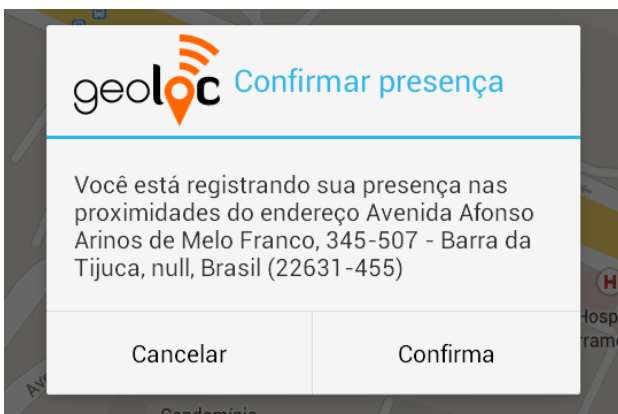 geoloc Confirmar presença
Você está registrando sua presença nas
proximidades do endereço Avenida Afonso
Arinos de Melo Franco, 345-507 - Barra da
Tijuca, null, Brasil (22631-455)
Cancelar Confirma
H